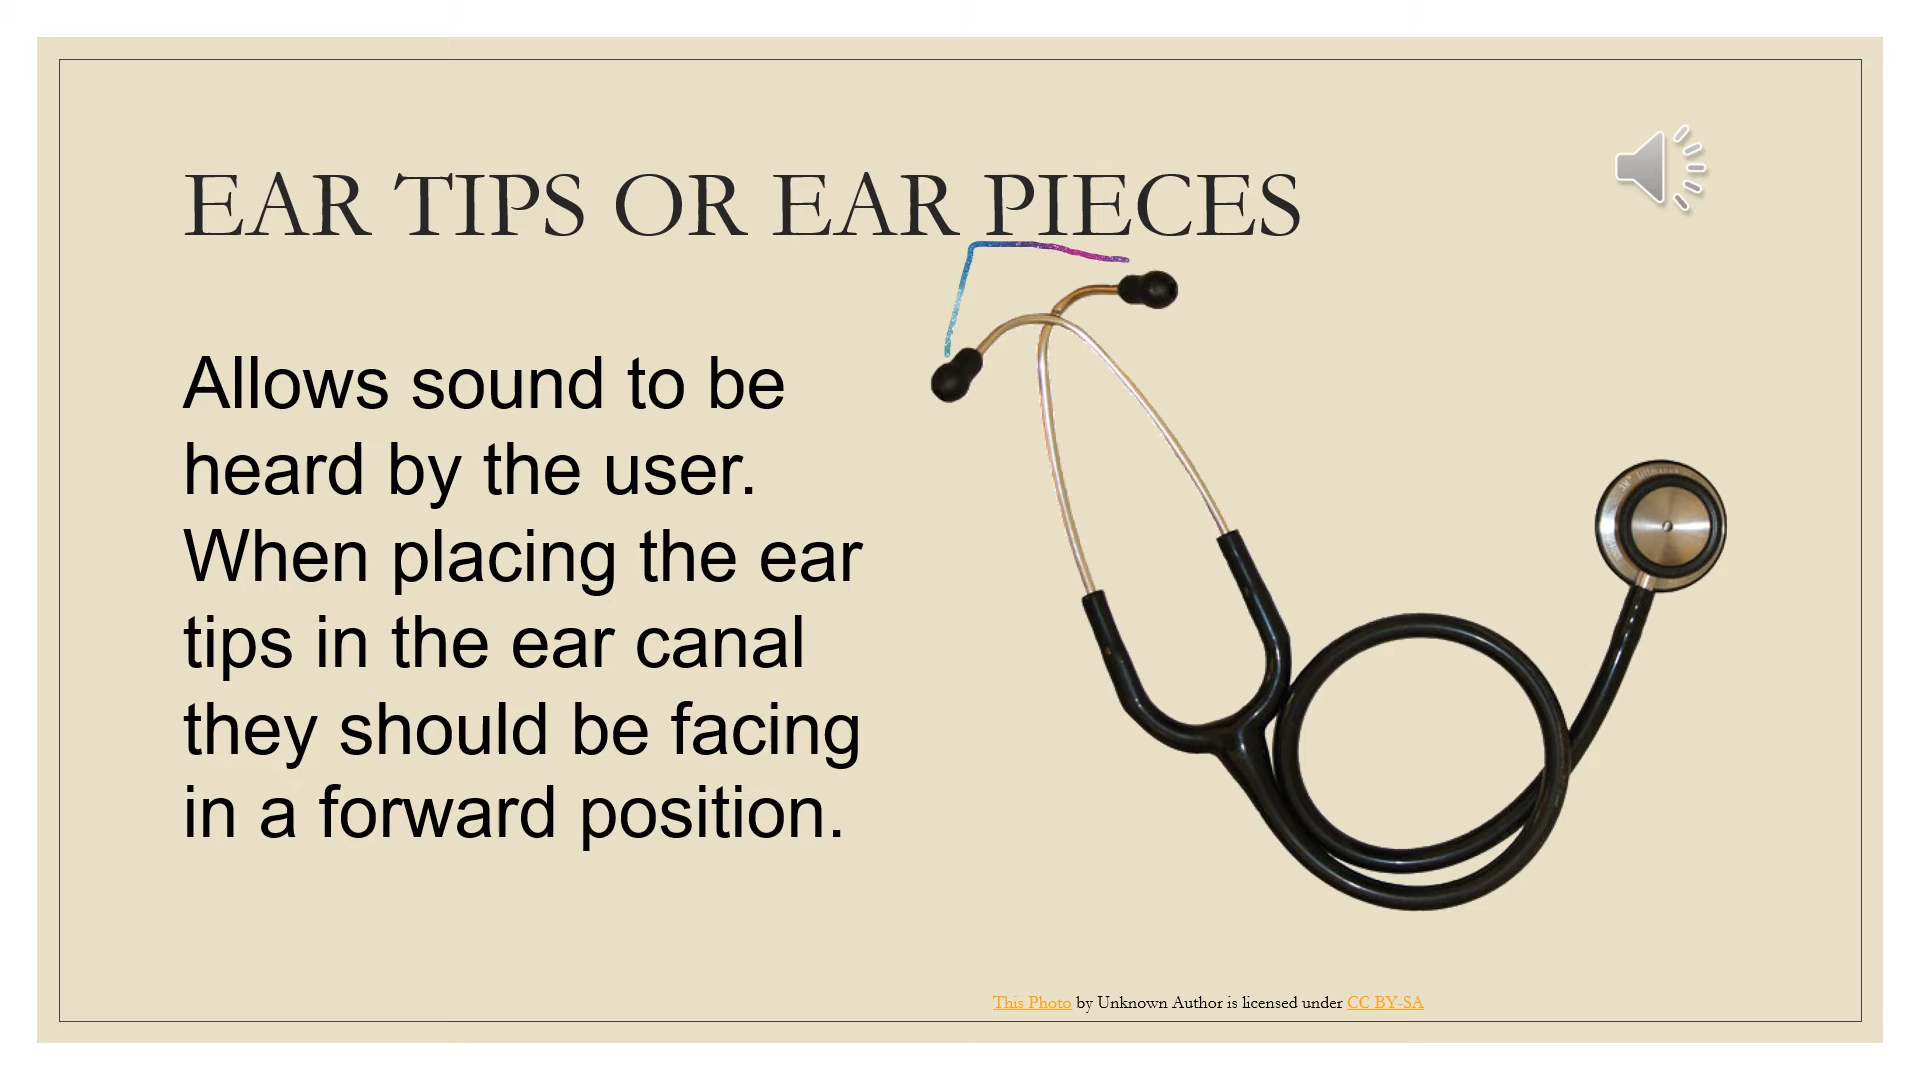 EAR TIPS OR EAR PIECES
Allows sound to be
heard by the user.
When placing the ear
tips in the ear canal
they should be facing
in a forward position.
This Photo by Unknown Author is licensed under CC BY-SA